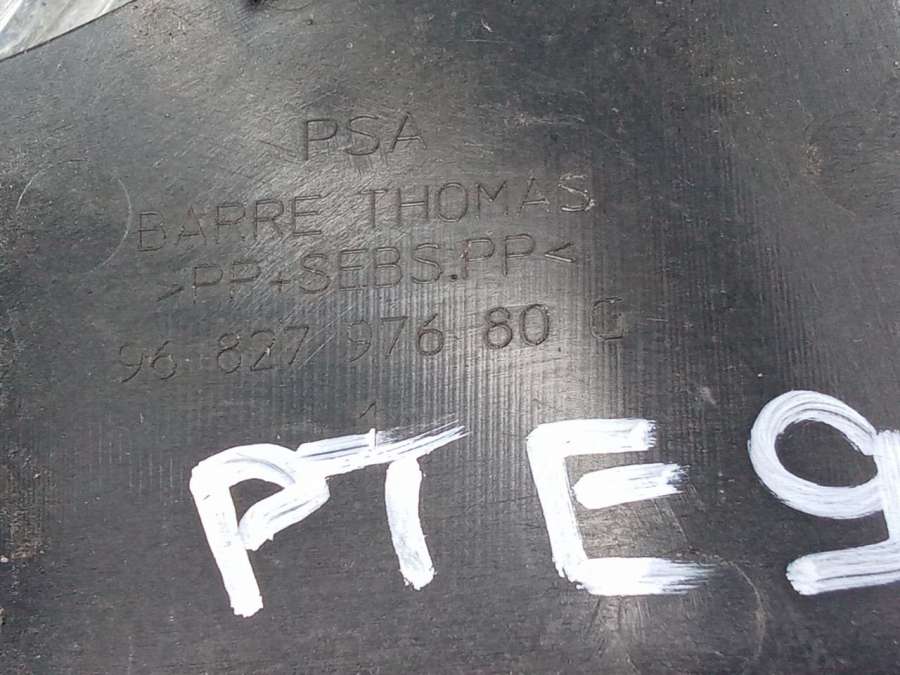 PSA
BARRE THOMAS
>PP+SEBS.PP<
96 827 976 80 C
PTE9